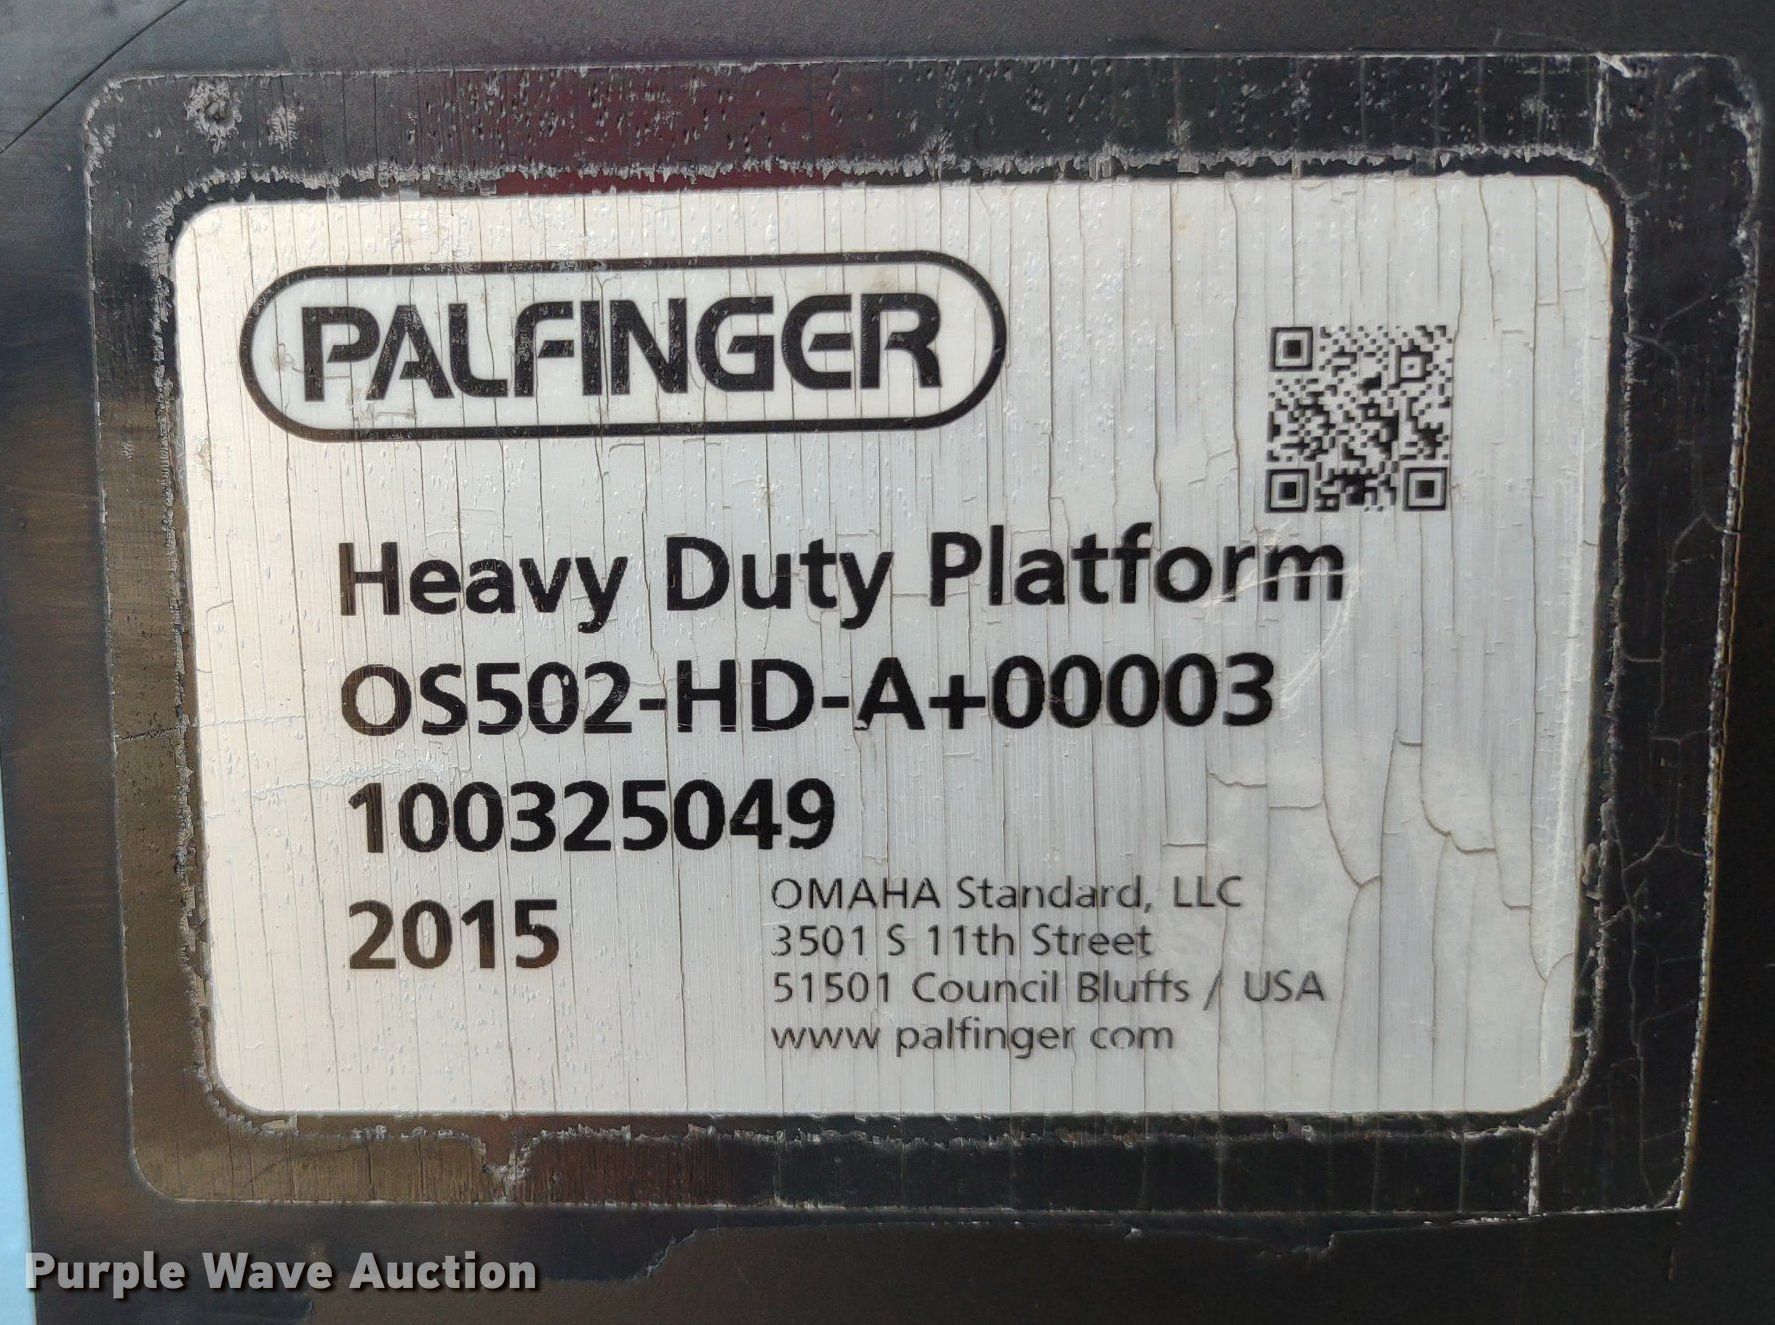 PALFINGER
Heavy Duty Platform
OS502-HD-A+00003
100325049
2015
OMAHA Standard, LLC
3501 S 11th Street
51501 Council Bluffs / USA
www palfinger com
Purple Wave Auction